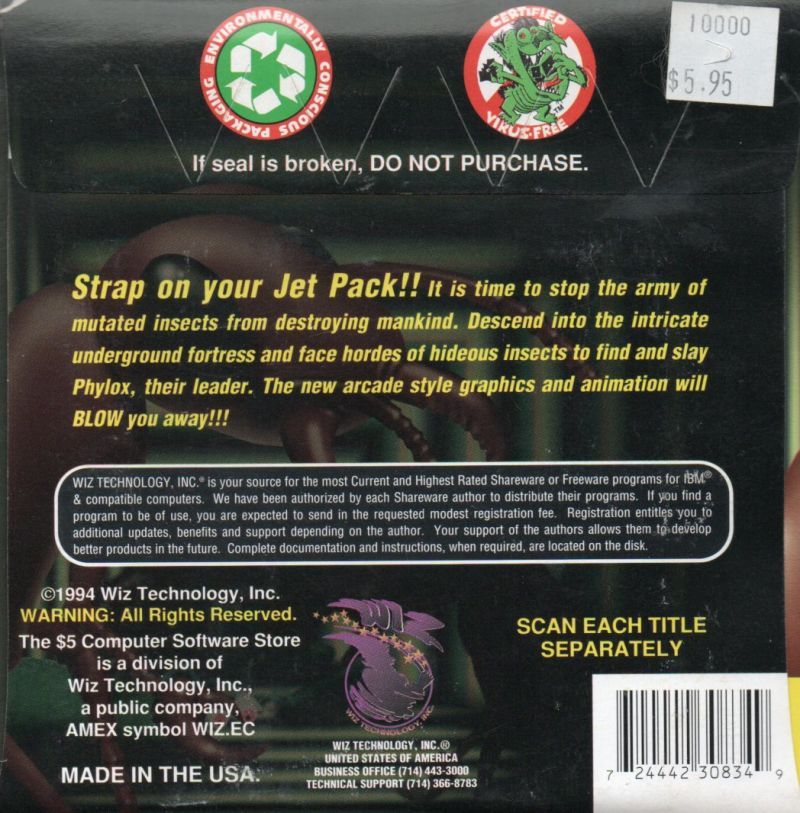 ENVIRONMENTALLY CONSCIOUS PACKAGING
CERTIFIED
VIRUS-FREE
TM
10000
$5.95
If seal is broken, DO NOT PURCHASE.
Strap on your Jet Pack!! It is time to stop the army of
mutated insects from destroying mankind. Descend into the intricate
underground fortress and face hordes of hideous insects to find and slay
Phylox, their leader. The new arcade style graphics and animation will
BLOW you away!!!
WIZ TECHNOLOGY, INC.® is your source for the most Current and Highest Rated Shareware or Freeware programs for IBM®
& compatible computers. We have been authorized by each Shareware author to distribute their programs. If you find a
program to be of use, you are expected to send in the requested modest registration fee. Registration entitles you to
additional updates, benefits and support depending on the author. Your support of the authors allows them to develop
better products in the future. Complete documentation and instructions, when required, are located on the disk.
©1994 Wiz Technology, Inc.
WARNING: All Rights Reserved.
The $5 Computer Software Store
is a division of
Wiz Technology, Inc.,
a public company,
AMEX symbol WIZ.EC
MADE IN THE USA.
WIZ
WIZ TECHNOLOGY, INC.
WIZ TECHNOLOGY, INC.®
UNITED STATES OF AMERICA
BUSINESS OFFICE (714) 443-3000
TECHNICAL SUPPORT (714) 366-8783
SCAN EACH TITLE
SEPARATELY
7 24442 30834 9